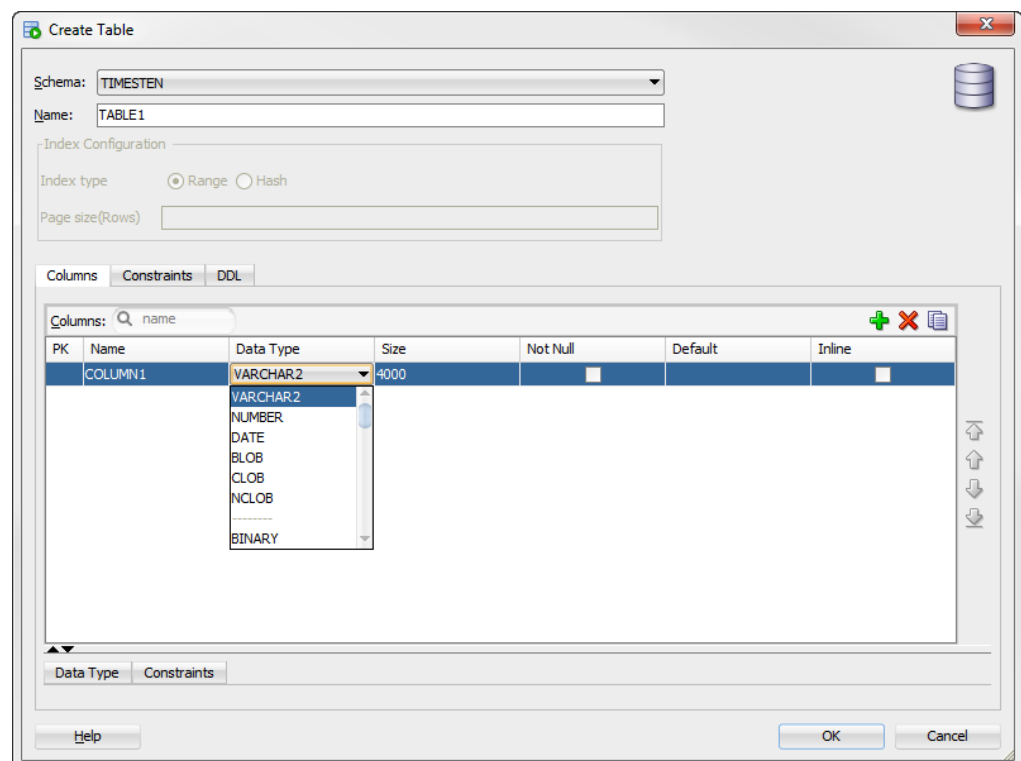 Create Table
Schema: TIMESTEN
Name: TABLE1
Index Configuration
Index type Range Hash
Page size(Rows)
Columns Constraints DDL
Columns: name
PK Name Data Type Size Not Null Default Inline
COLUMN1 VARCHAR2 4000
VARCHAR2
NUMBER
DATE
BLOB
CLOB
NCLOB
--------
BINARY
Data Type Constraints
Help OK Cancel